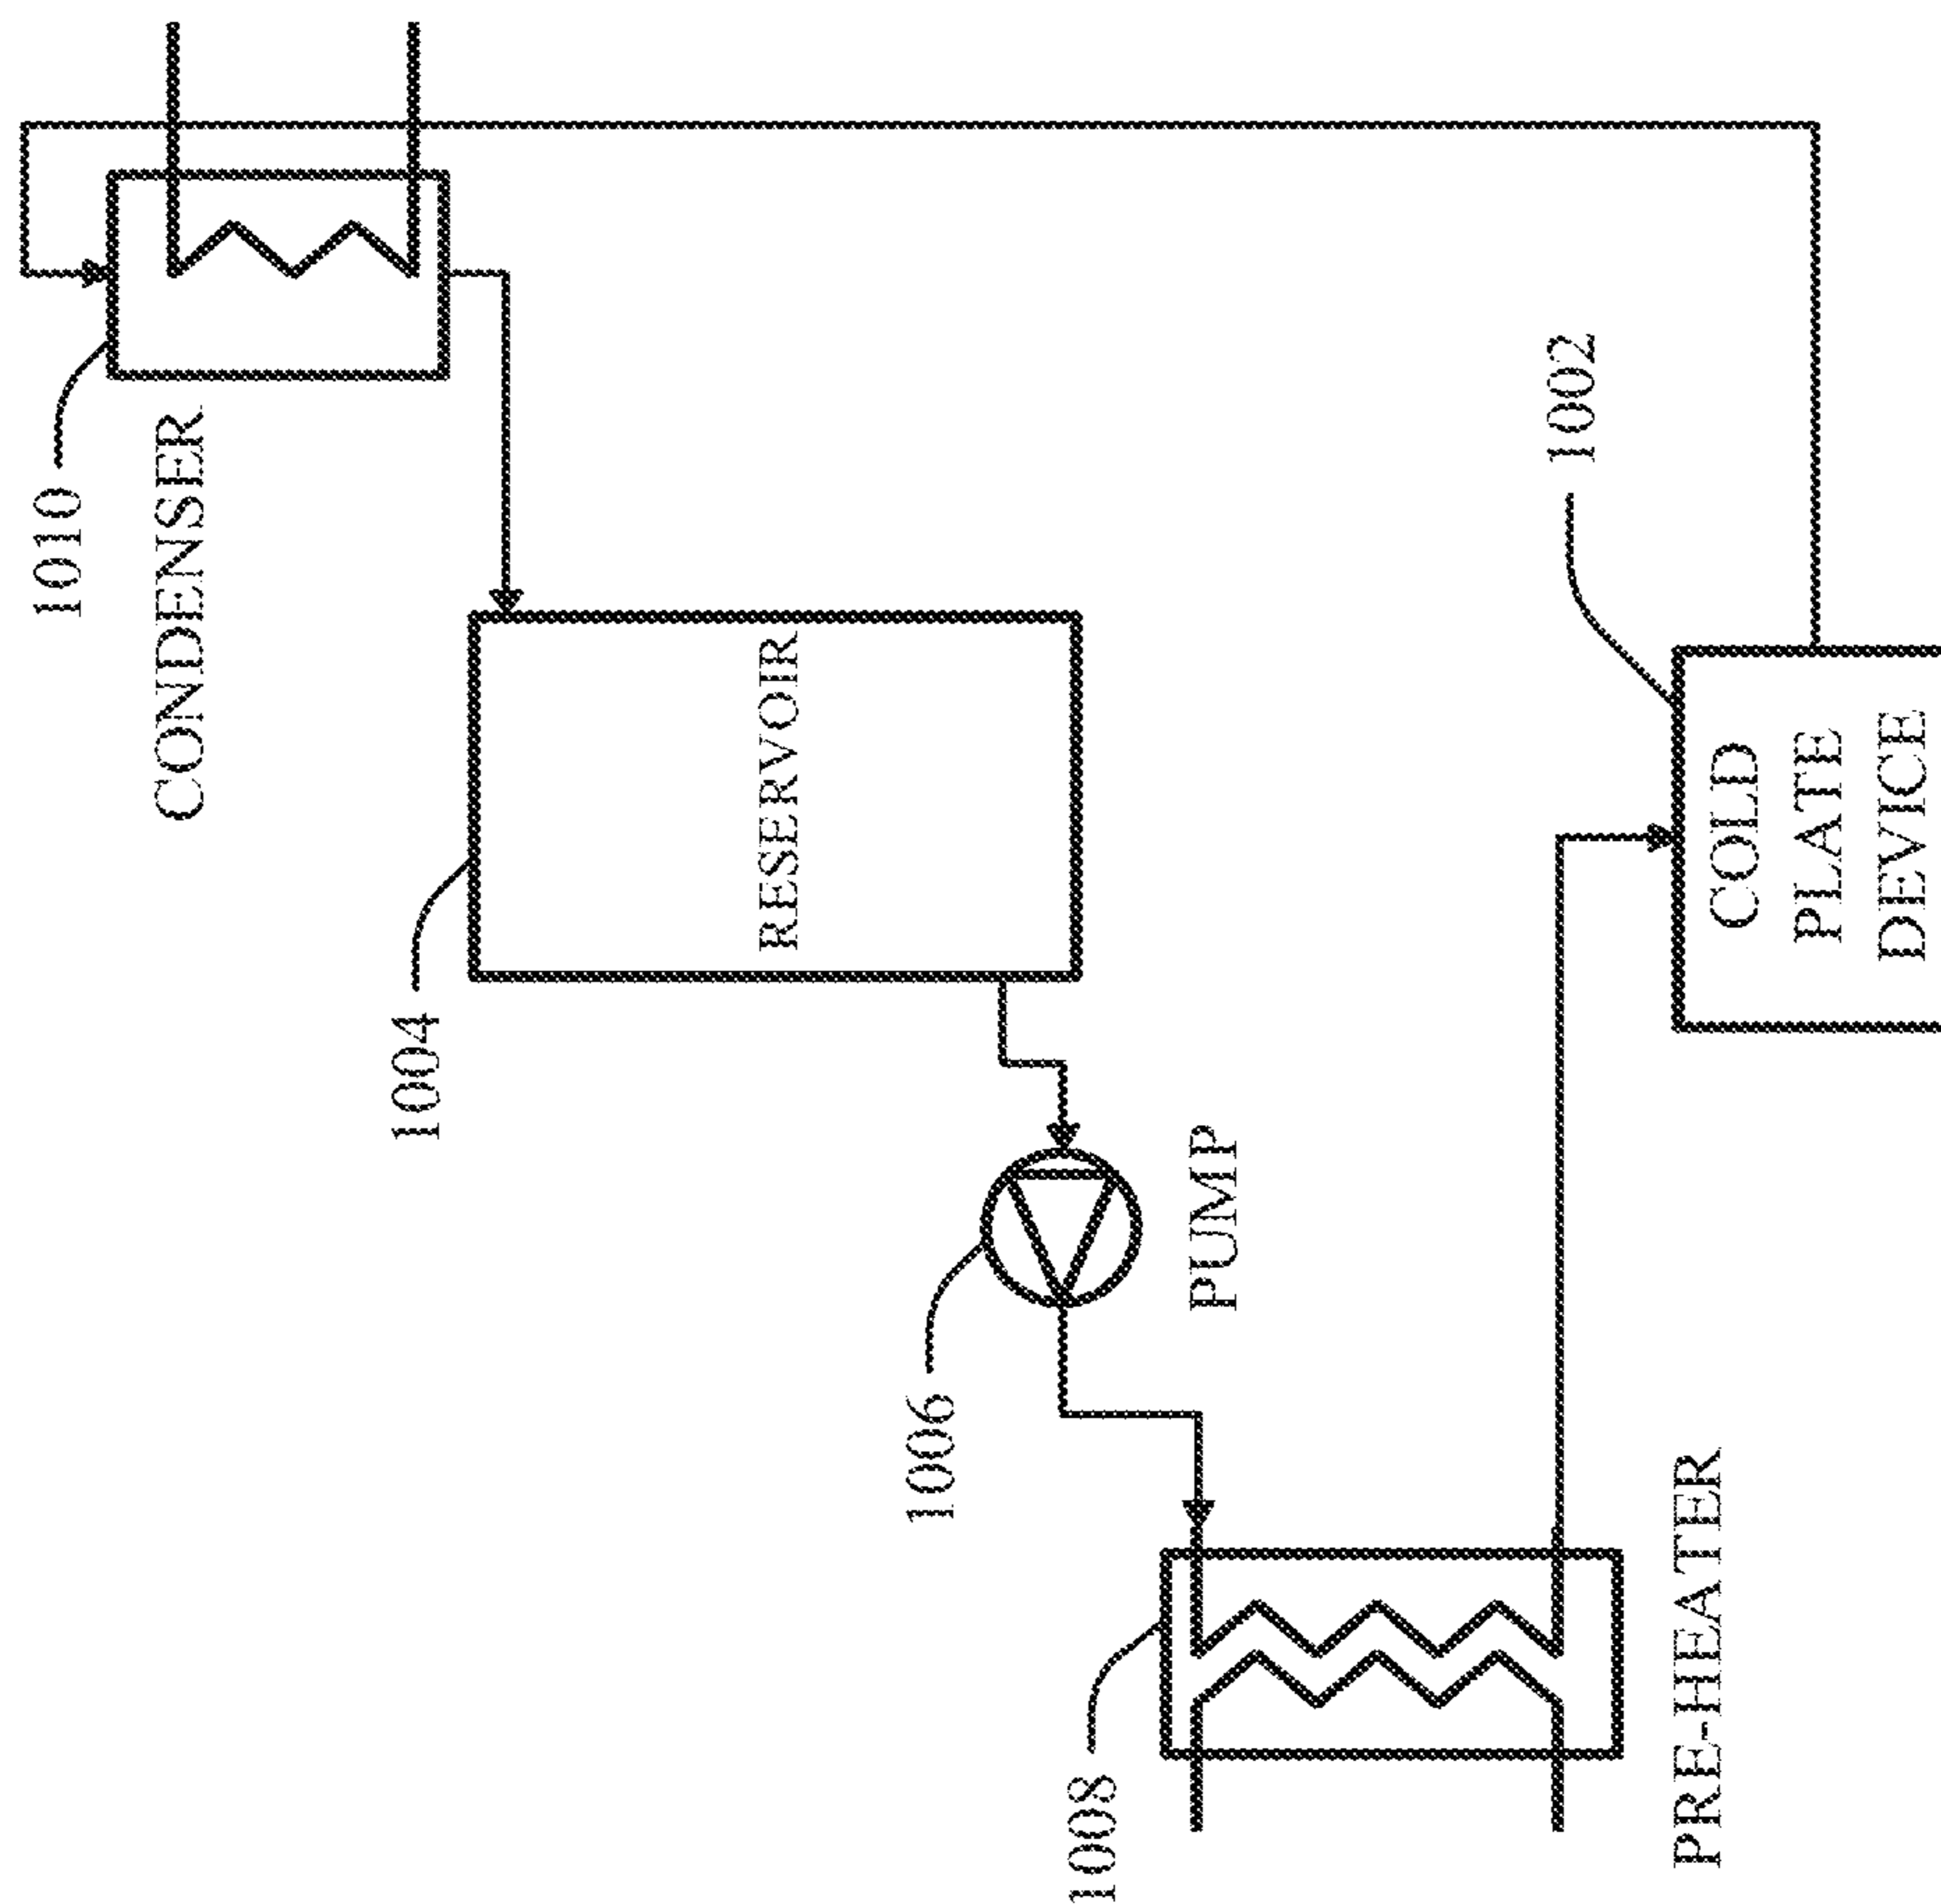 1010
CONDENSER
1004
RESERVOIR
1006
PUMP
1008
PRE-HEATER
1002
COLD
PLATE
DEVICE